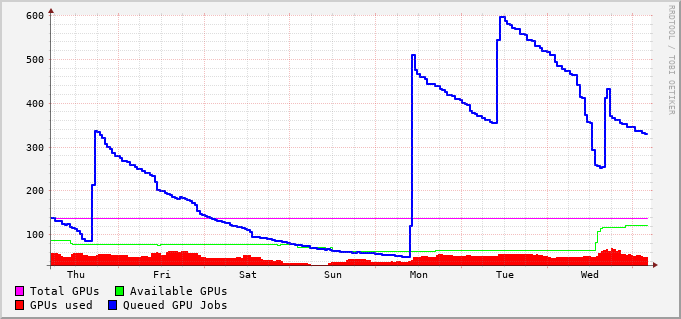 600
500
400
300
200
100
Thu Fri Sat Sun Mon Tue Wed
Total GPUs Available GPUs
GPUs used Queued GPU Jobs
RRDTOOL / TOBI OETIKER